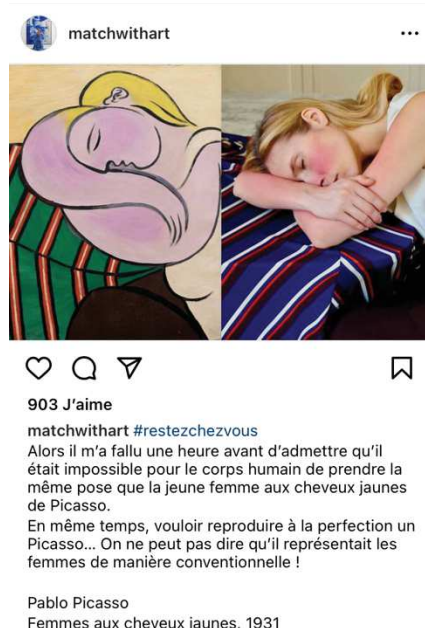 matchwithart
903 J'aime
matchwithart #restezchezvous
Alors il m'a fallu une heure avant d'admettre qu'il
était impossible pour le corps humain de prendre la
même pose que la jeune femme aux cheveux jaunes
de Picasso.
En même temps, vouloir reproduire à la perfection un
Picasso... On ne peut pas dire qu'il représentait les
femmes de manière conventionnelle !
Pablo Picasso
Femmes aux cheveux jaunes, 1931